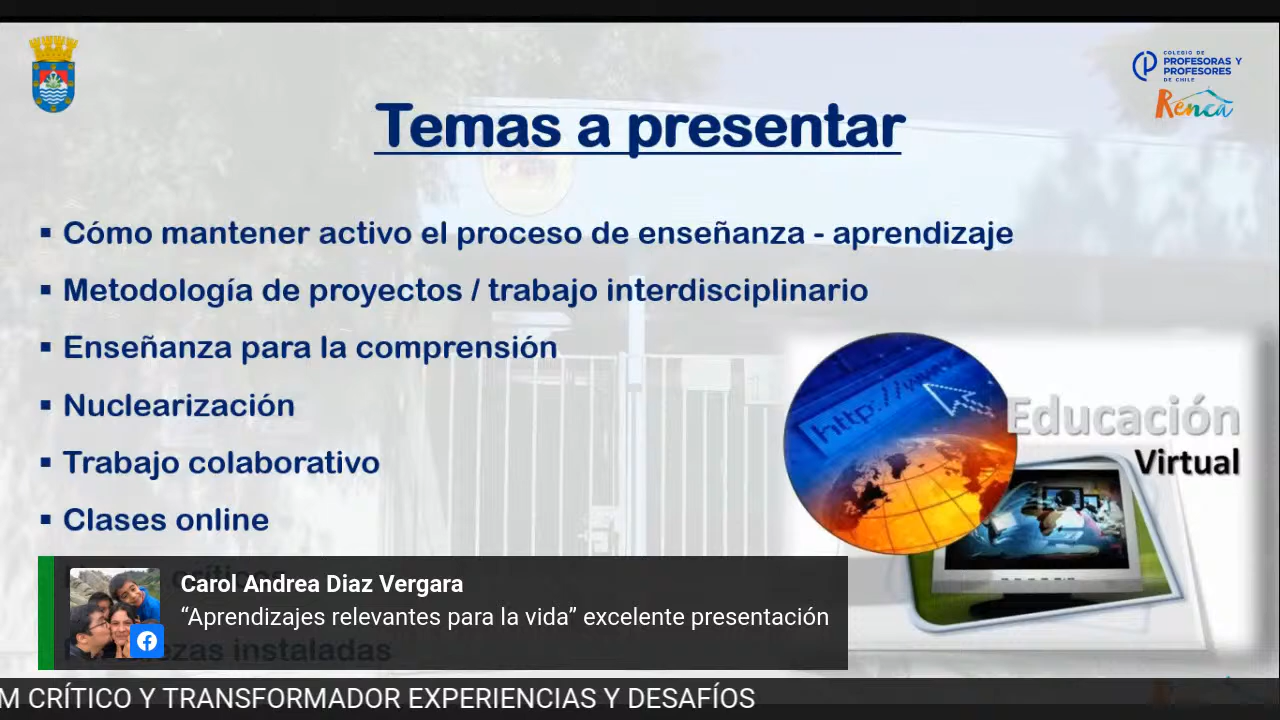 COLEGIO DE
PROFESORAS Y
PROFESORES
DE CHILE
Renca
Temas a presentar
▪ Cómo mantener activo el proceso de enseñanza - aprendizaje
▪ Metodología de proyectos / trabajo interdisciplinario
▪ Enseñanza para la comprensión
▪ Nuclearización
▪ Trabajo colaborativo
▪ Clases online
http://www
Educación
Virtual
Carol Andrea Diaz Vergara
“Aprendizajes relevantes para la vida” excelente presentación
instaladas
M CRÍTICO Y TRANSFORMADOR EXPERIENCIAS Y DESAFÍOS